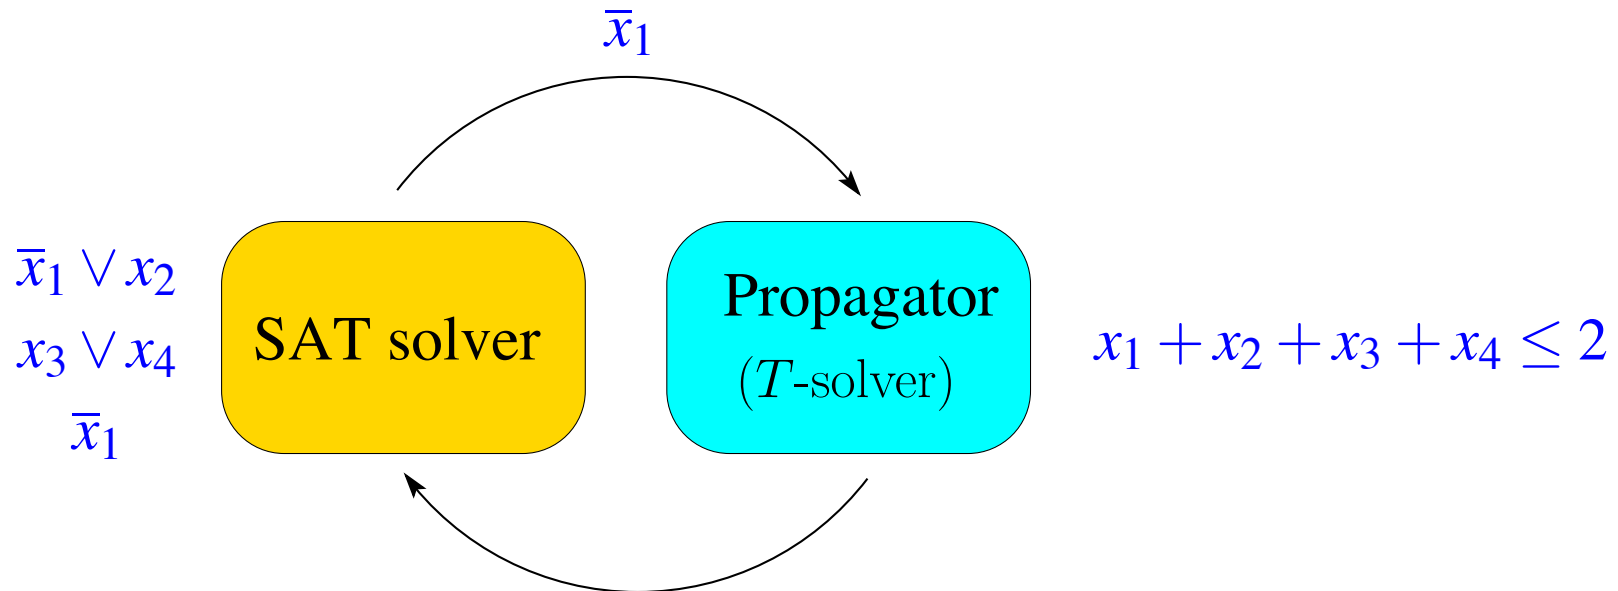 x̅₁
x̅₁ ∨ x₂
x₃ ∨ x₄
x̅₁
SAT solver
Propagator
(T-solver)
x₁ + x₂ + x₃ + x₄ ≤ 2